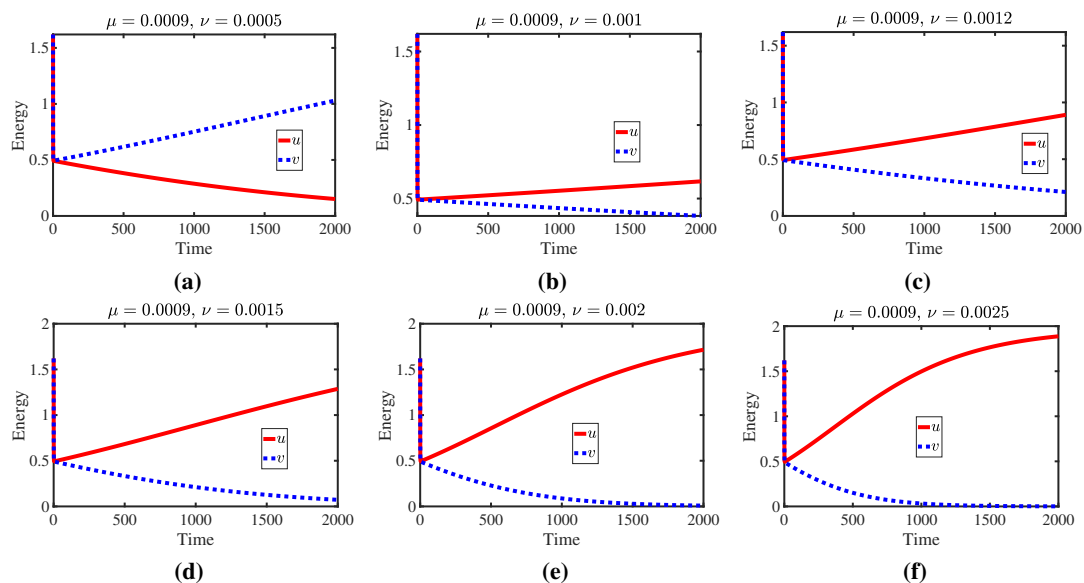 μ = 0.0009, ν = 0.0005
1.5
1
0.5
0
Energy
u
v
0 500 1000 1500 2000
Time
(a)
μ = 0.0009, ν = 0.001
1.5
1
0.5
Energy
u
v
0 500 1000 1500 2000
Time
(b)
μ = 0.0009, ν = 0.0012
1.5
1
0.5
0
Energy
u
v
0 500 1000 1500 2000
Time
(c)
μ = 0.0009, ν = 0.0015
2
1.5
1
0.5
0
Energy
u
v
0 500 1000 1500 2000
Time
(d)
μ = 0.0009, ν = 0.002
2
1.5
1
0.5
0
Energy
u
v
0 500 1000 1500 2000
Time
(e)
μ = 0.0009, ν = 0.0025
2
1.5
1
0.5
0
Energy
u
v
0 500 1000 1500 2000
Time
(f)